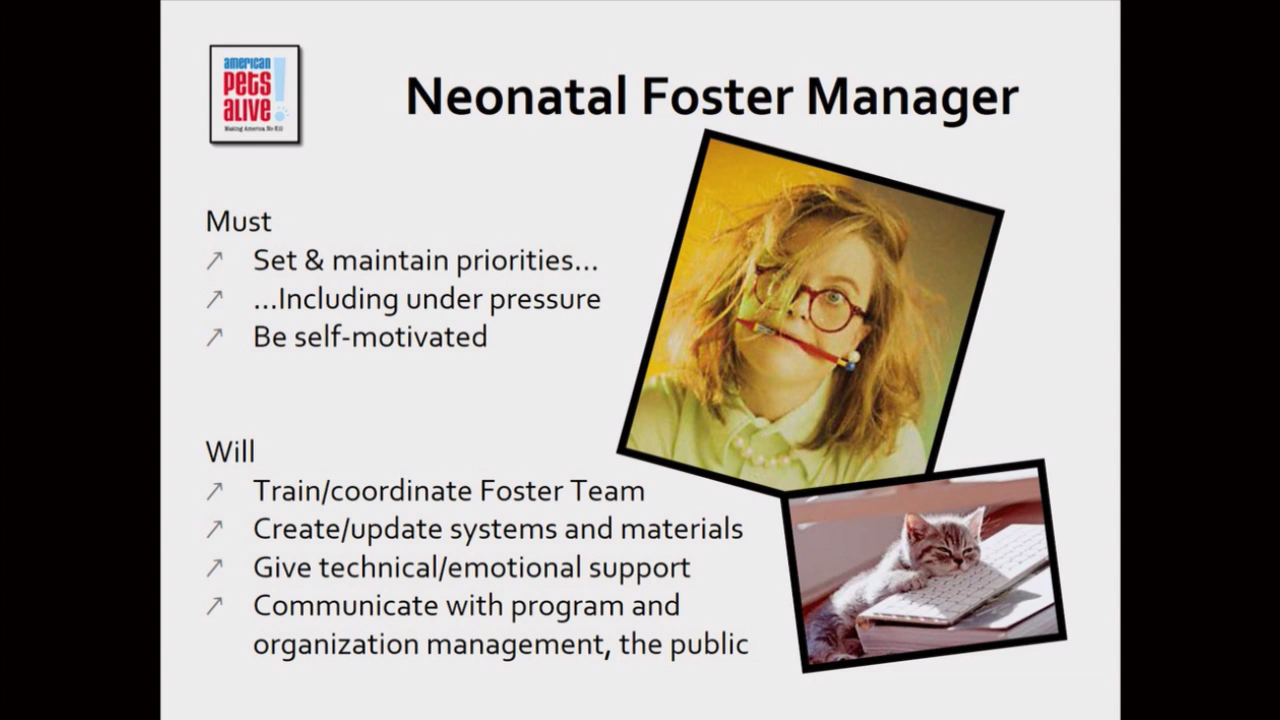 american
PETS
ALIVE!
Making America No Kill
Neonatal Foster Manager
Must
Set & maintain priorities...
...Including under pressure
Be self-motivated
Will
Train/coordinate Foster Team
Create/update systems and materials
Give technical/emotional support
Communicate with program and
organization management, the public